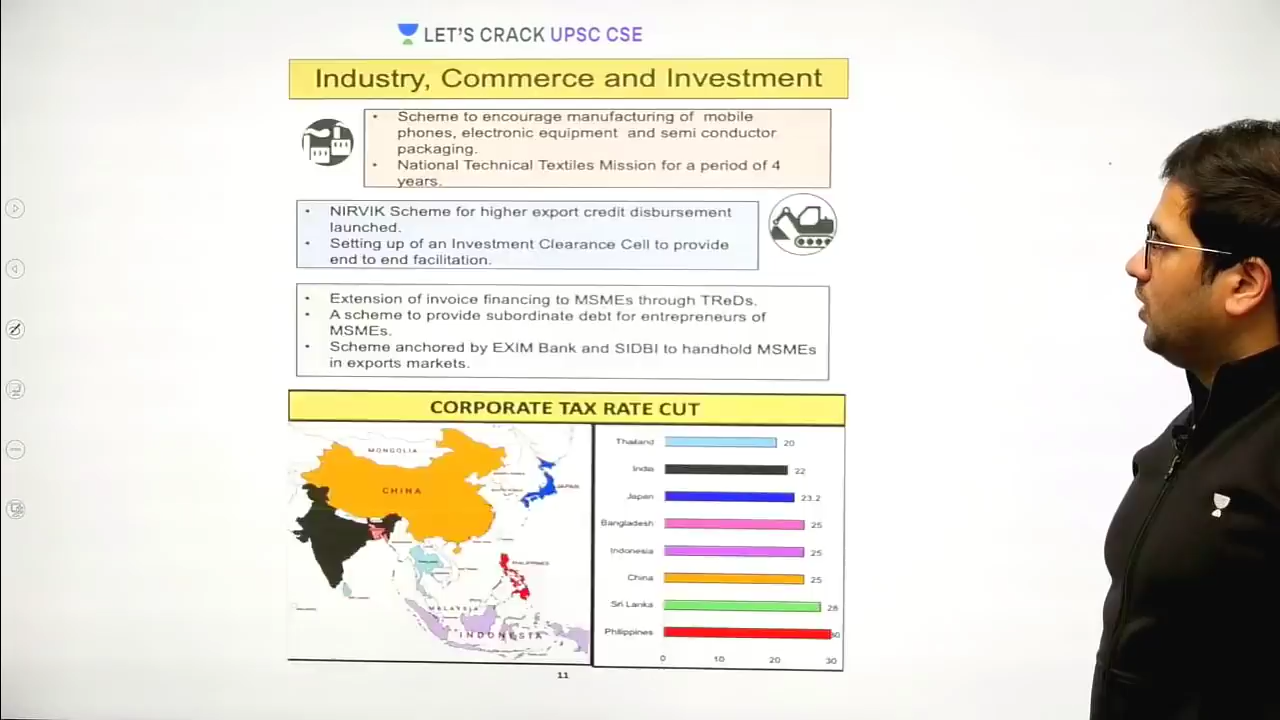 LET'S CRACK UPSC CSE
Industry, Commerce and Investment
• Scheme to encourage manufacturing of mobile
phones, electronic equipment and semi conductor
packaging.
• National Technical Textiles Mission for a period of 4
years.
• NIRVIK Scheme for higher export credit disbursement
launched.
• Setting up of an Investment Clearance Cell to provide
end to end facilitation.
• Extension of invoice financing to MSMEs through TReDs.
• A scheme to provide subordinate debt for entrepreneurs of
MSMEs.
• Scheme anchored by EXIM Bank and SIDBI to handhold MSMEs
in exports markets.
CORPORATE TAX RATE CUT
MONGOLIA
CHINA
JAPAN
PHILIPPINES
MALAYSIA
INDONESIA
Thailand 20
India 22
Japan 23.2
Bangladesh 25
Indonesia 25
China 25
Sri Lanka 28
Philippines 30
0 10 20 30
11